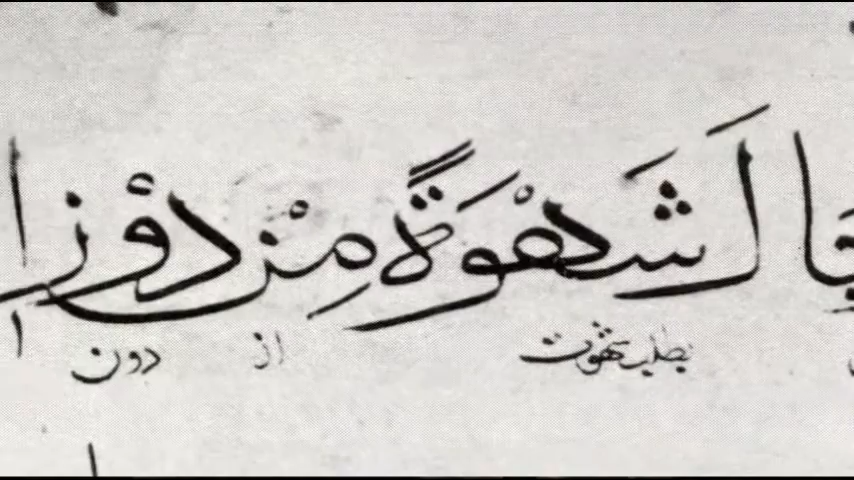 لَ شَهْوَةً مِنْ دُوْنِ
بطلب شهوت از دون